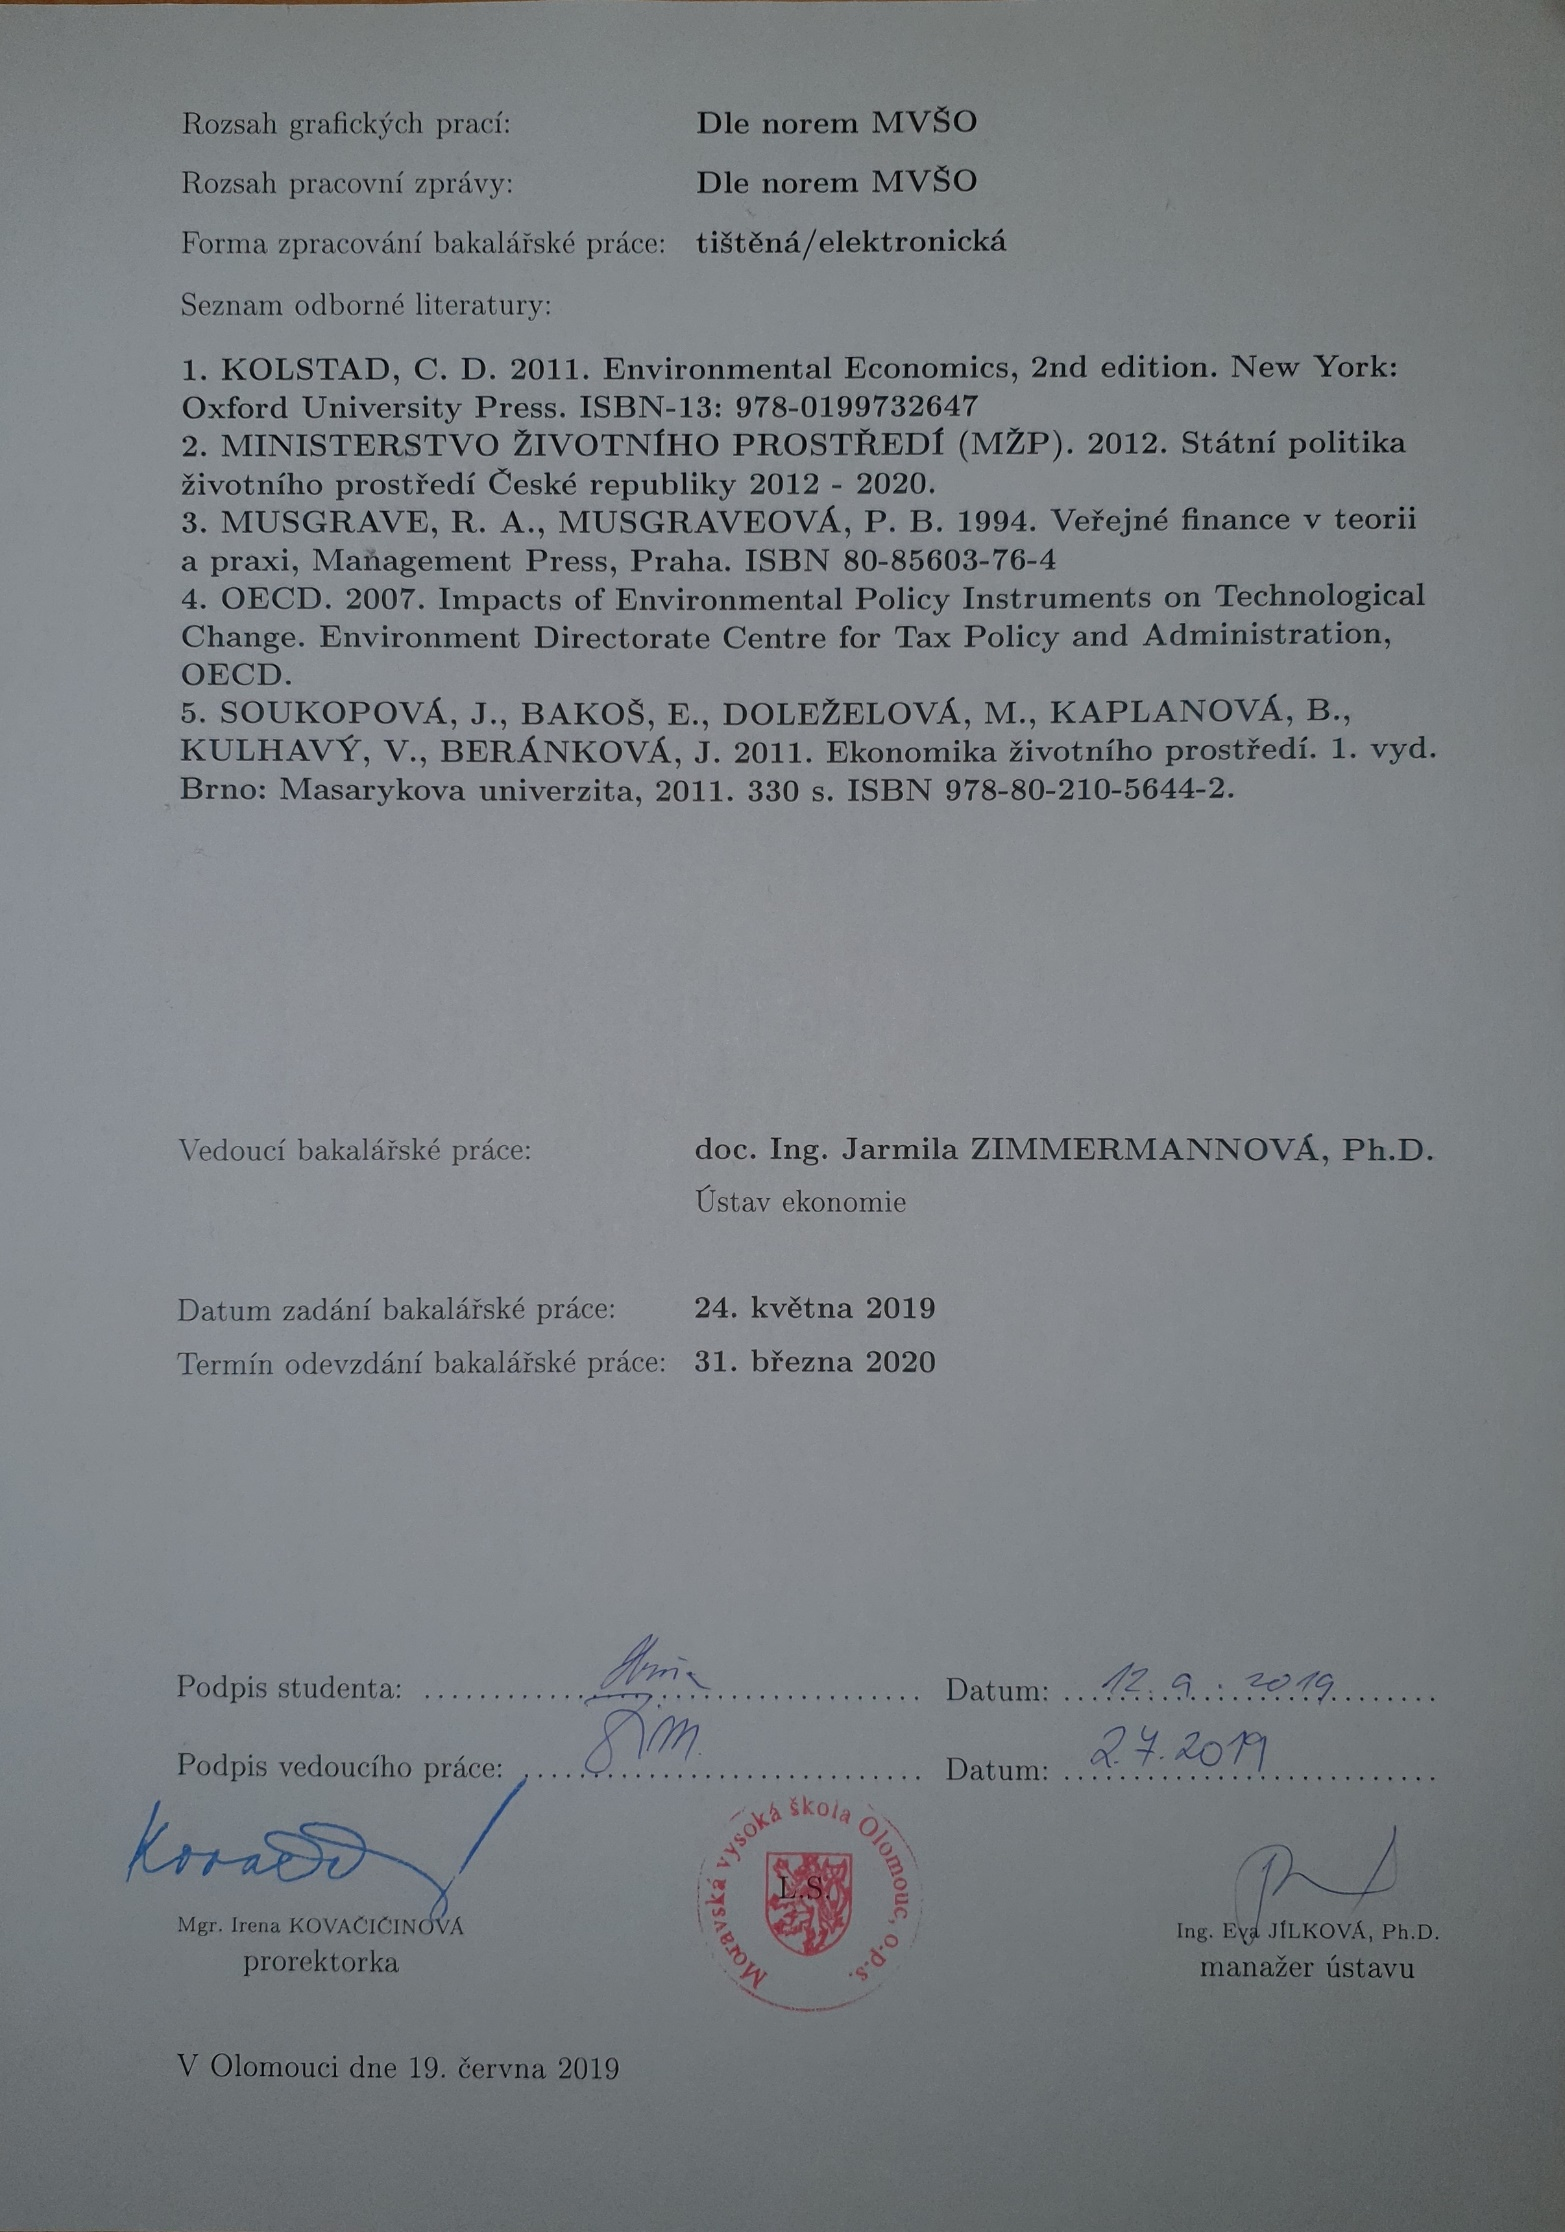 Rozsah grafických prací: Dle norem MVŠO
Rozsah pracovní zprávy: Dle norem MVŠO
Forma zpracování bakalářské práce: tištěná/elektronická
Seznam odborné literatury:
1. KOLSTAD, C. D. 2011. Environmental Economics, 2nd edition. New York:
Oxford University Press. ISBN-13: 978-0199732647
2. MINISTERSTVO ŽIVOTNÍHO PROSTŘEDÍ (MŽP). 2012. Státní politika
životního prostředí České republiky 2012 - 2020.
3. MUSGRAVE, R. A., MUSGRAVEOVÁ, P. B. 1994. Veřejné finance v teorii
a praxi, Management Press, Praha. ISBN 80-85603-76-4
4. OECD. 2007. Impacts of Environmental Policy Instruments on Technological
Change. Environment Directorate Centre for Tax Policy and Administration,
OECD.
5. SOUKOPOVÁ, J., BAKOŠ, E., DOLEŽELOVÁ, M., KAPLANOVÁ, B.,
KULHAVÝ, V., BERÁNKOVÁ, J. 2011. Ekonomika životního prostředí. 1. vyd.
Brno: Masarykova univerzita, 2011. 330 s. ISBN 978-80-210-5644-2.
Vedoucí bakalářské práce: doc. Ing. Jarmila ZIMMERMANNOVÁ, Ph.D.
Ústav ekonomie
Datum zadání bakalářské práce: 24. května 2019
Termín odevzdání bakalářské práce: 31. března 2020
Podpis studenta: Datum: 12. 9. 2019
Podpis vedoucího práce: Datum: 2.7.2019
Moravská vysoká škola Olomouc, o.p.s.
L.S.
Mgr. Irena KOVAČIČINOVÁ Ing. Eva JÍLKOVÁ, Ph.D.
prorektorka manažer ústavu
V Olomouci dne 19. června 2019